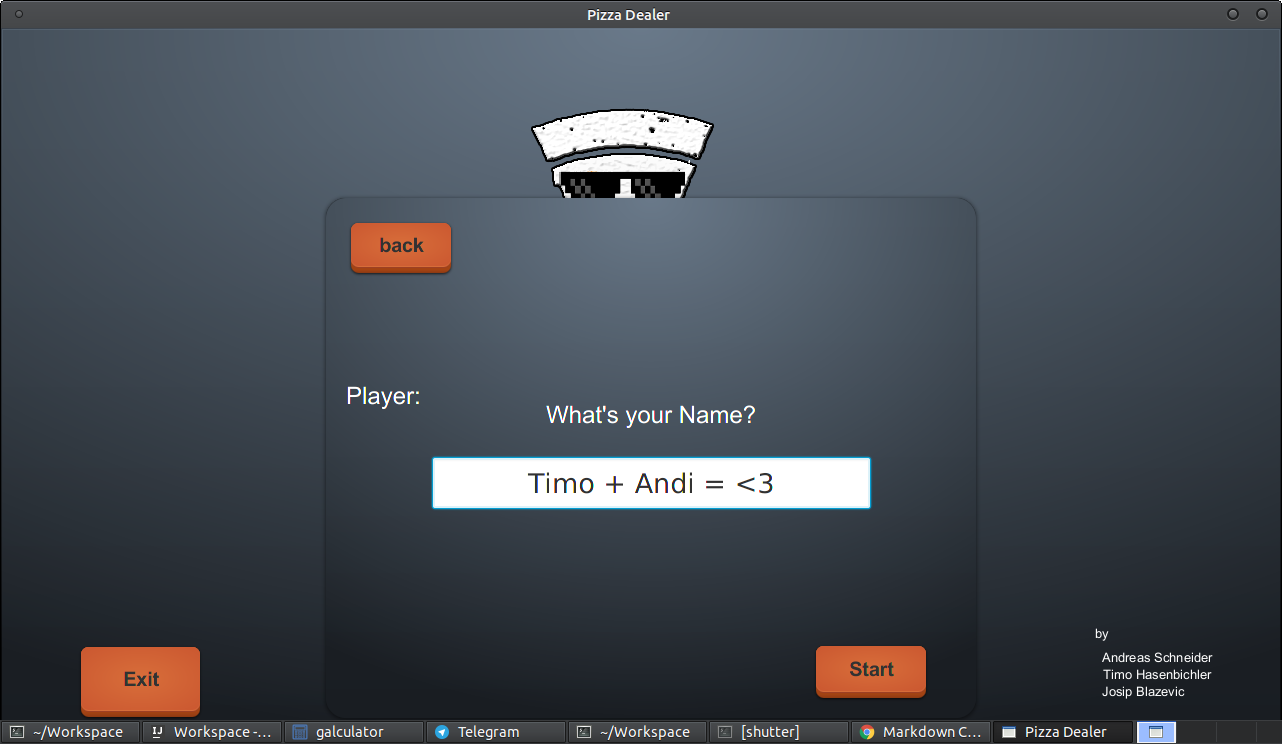 Pizza Dealer
back
Player:
What's your Name?
Timo + Andi = <3
Exit
Start
by
Andreas Schneider
Timo Hasenbichler
Josip Blazevic
~/Workspace
IJ Workspace -...
galculator
Telegram
~/Workspace
[shutter]
Markdown C...
Pizza Dealer